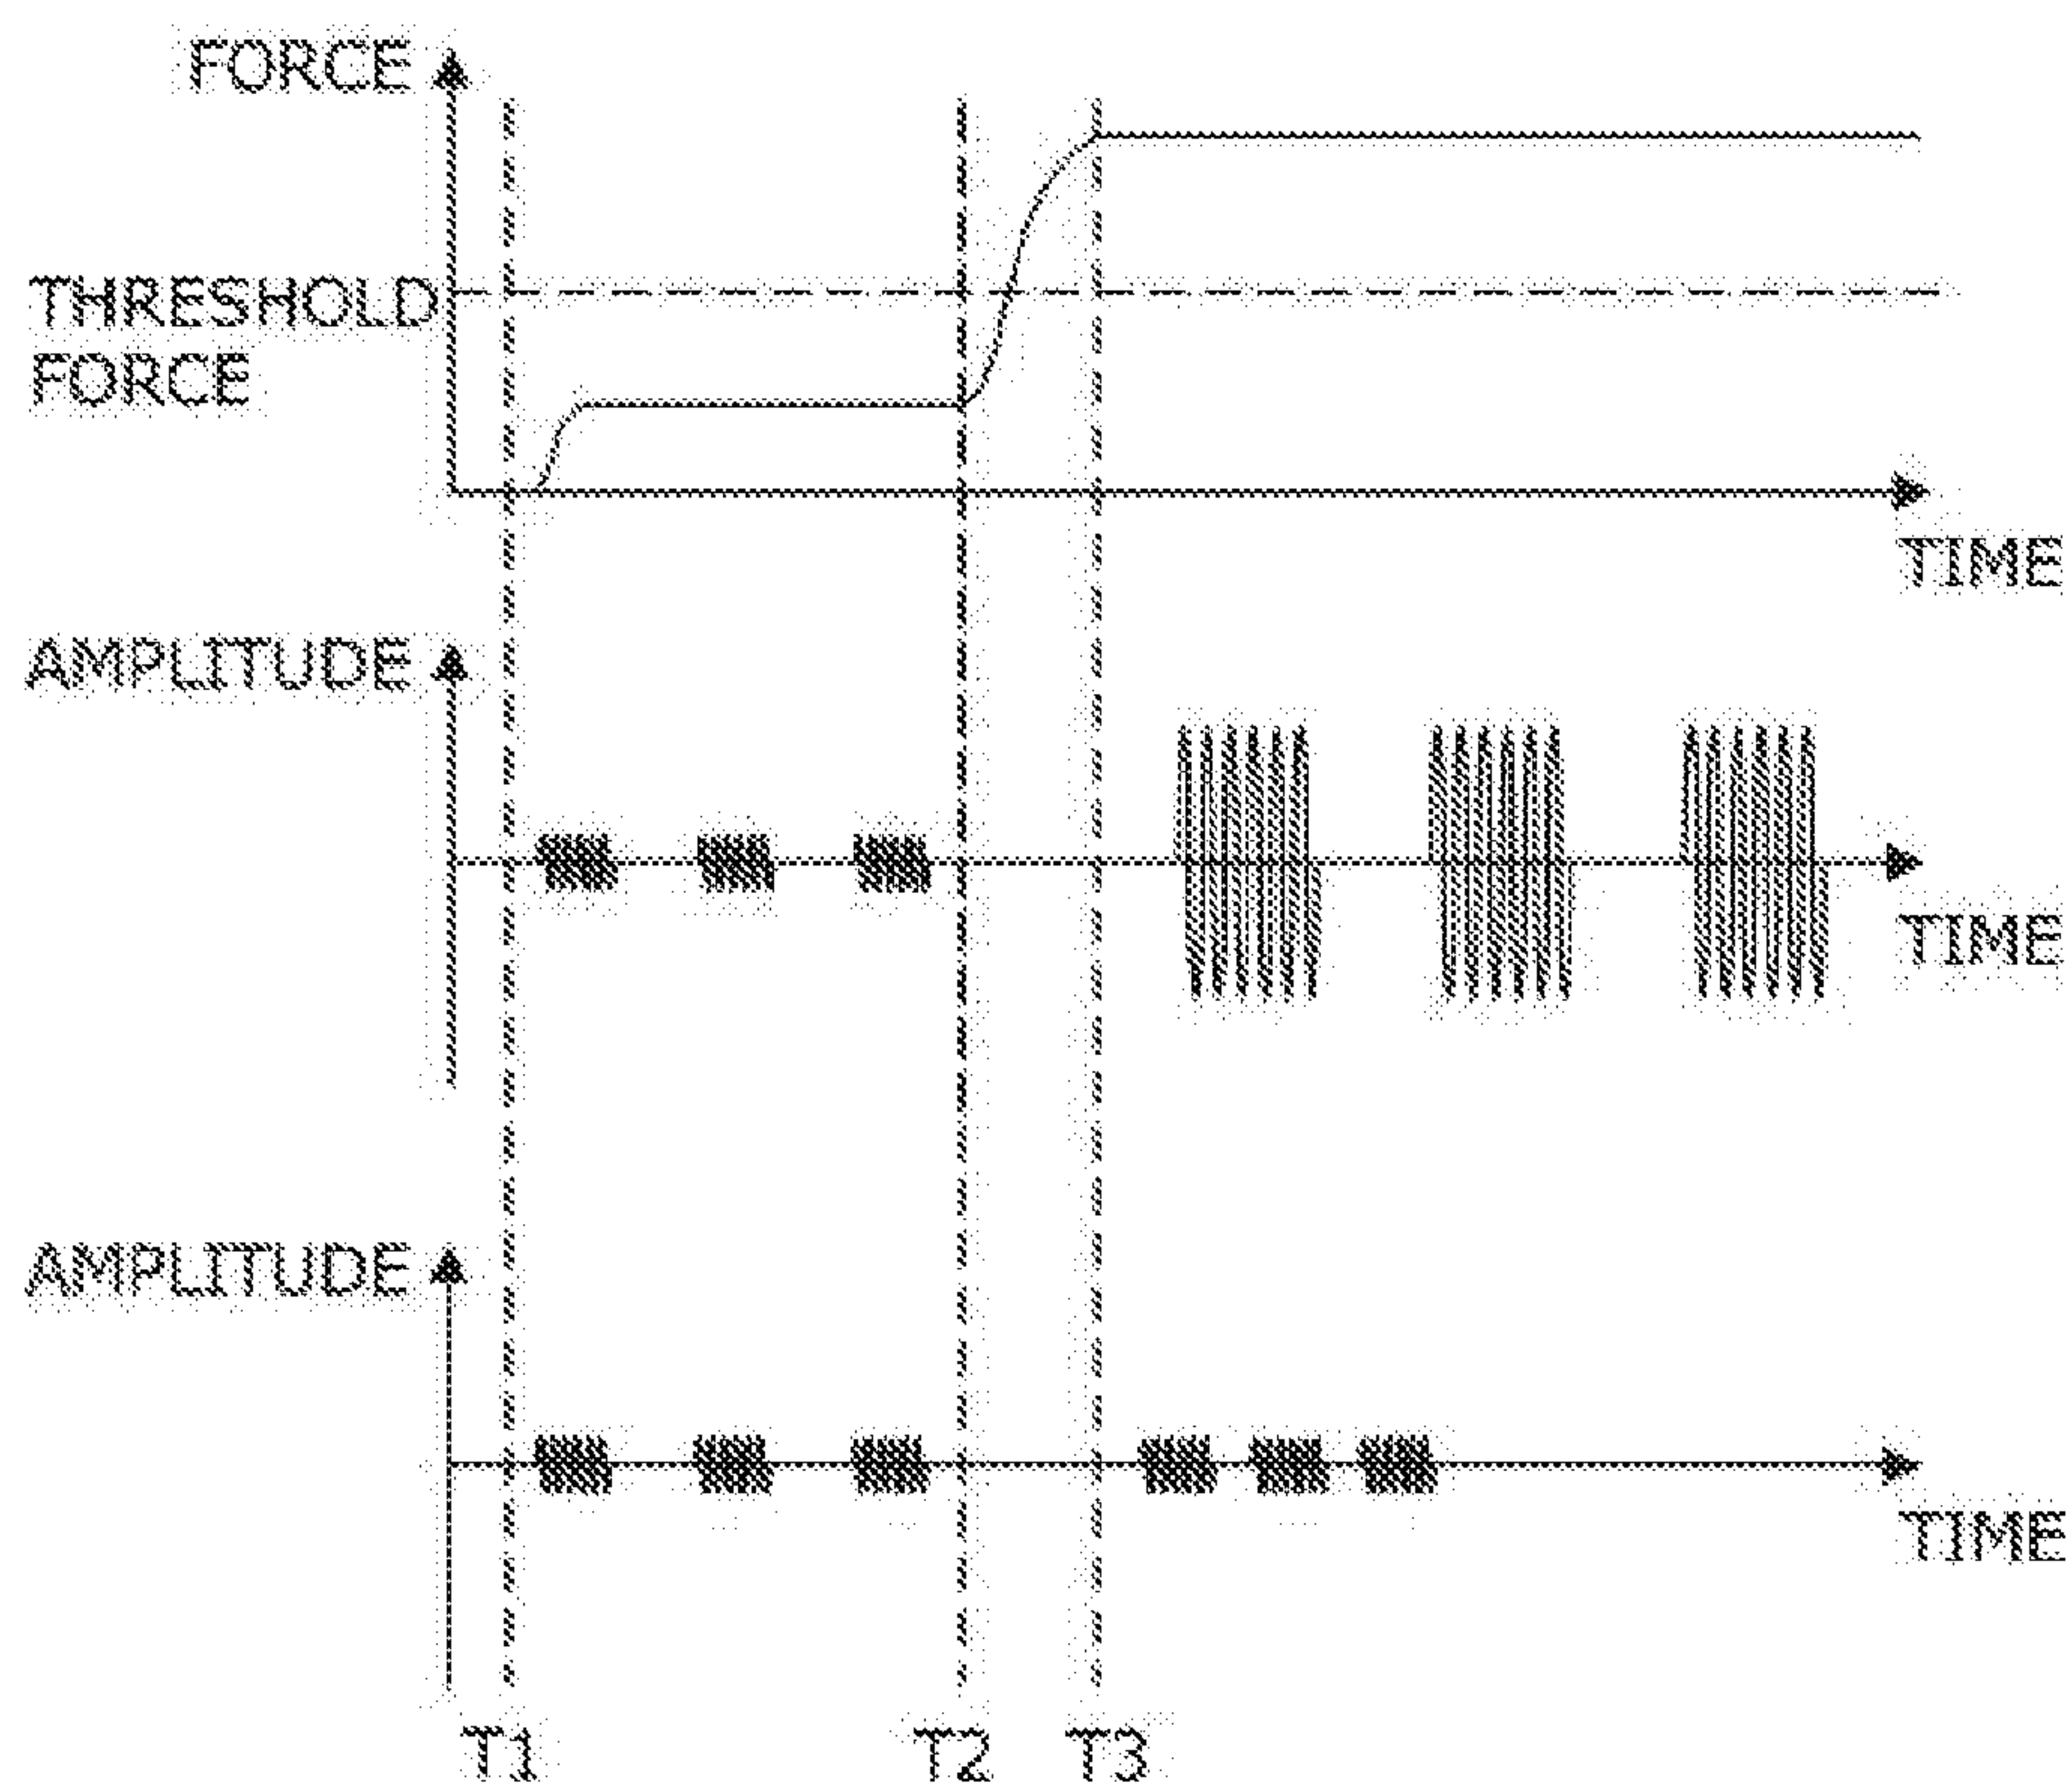 FORCE
THRESHOLD
FORCE
TIME
AMPLITUDE
TIME
AMPLITUDE
TIME
T1 T2 T3